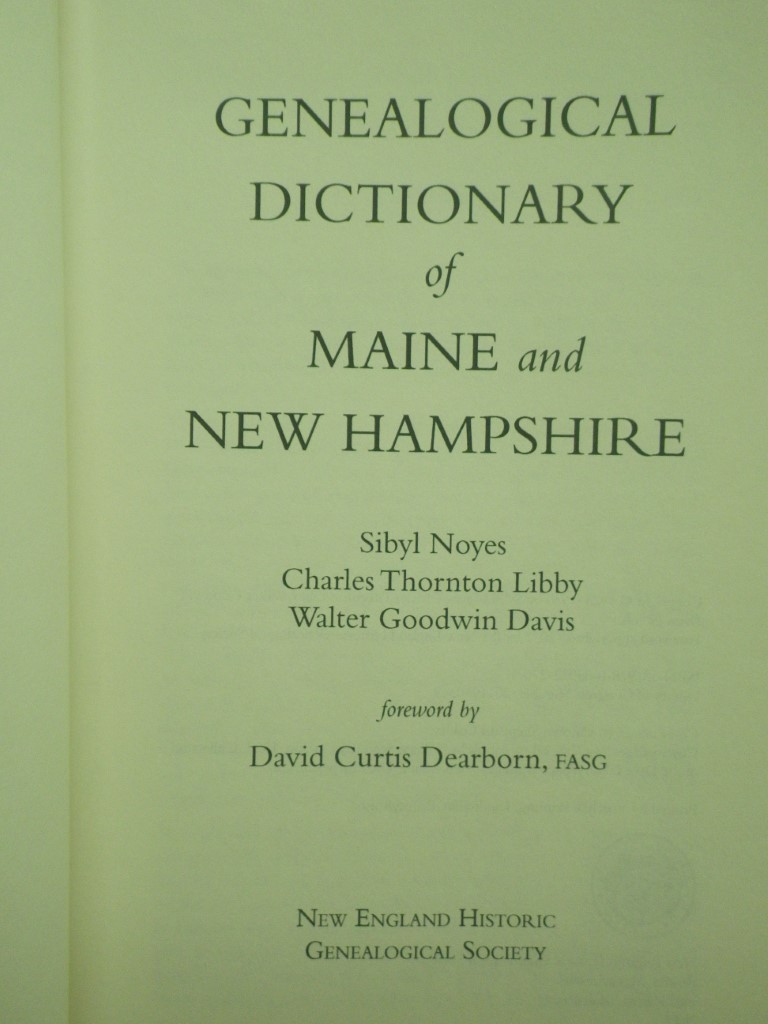 GENEALOGICAL
DICTIONARY
of
MAINE and
NEW HAMPSHIRE
Sibyl Noyes
Charles Thornton Libby
Walter Goodwin Davis
foreword by
David Curtis Dearborn, FASG
NEW ENGLAND HISTORIC
GENEALOGICAL SOCIETY